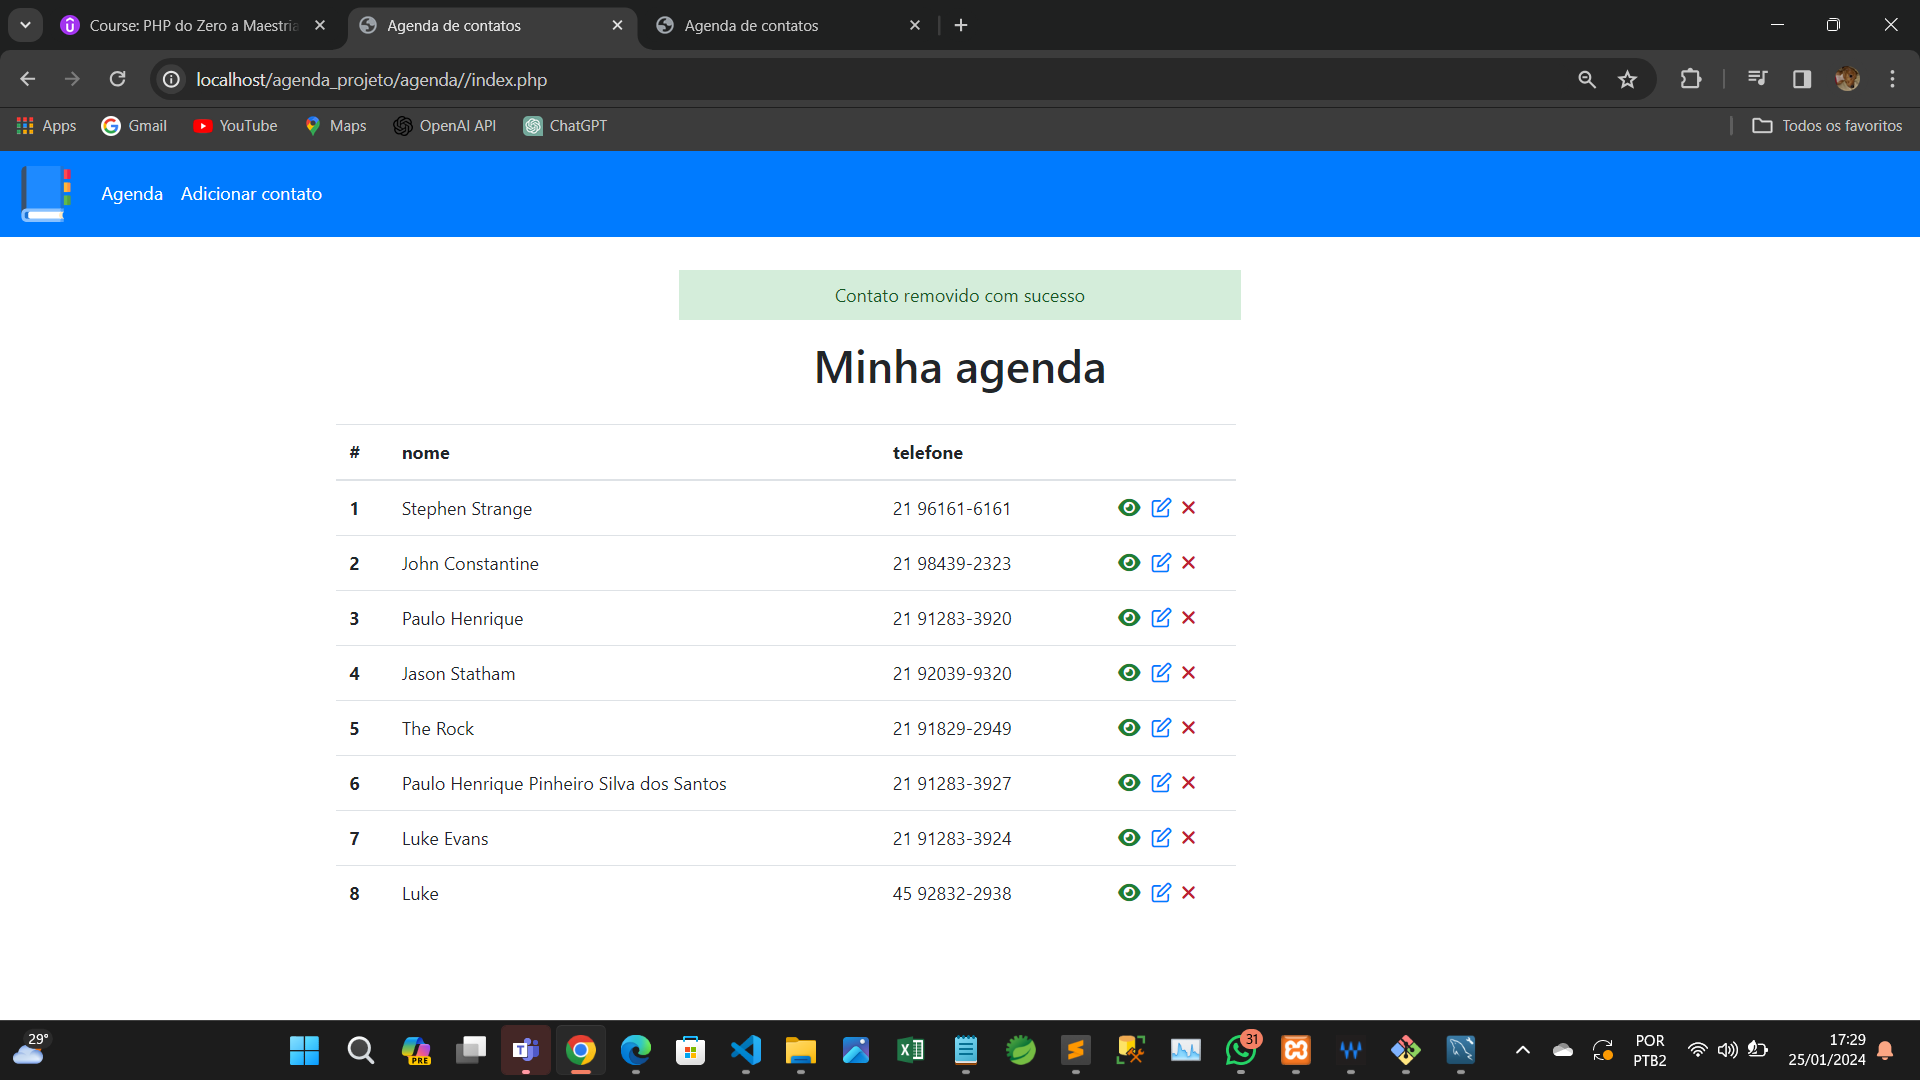 Course: PHP do Zero a Maestria
Agenda de contatos
Agenda de contatos
localhost/agenda_projeto/agenda//index.php
Apps
Gmail
YouTube
Maps
OpenAI API
ChatGPT
Todos os favoritos
Agenda
Adicionar contato
Contato removido com sucesso
Minha agenda
# nome telefone
1 Stephen Strange 21 96161-6161
2 John Constantine 21 98439-2323
3 Paulo Henrique 21 91283-3920
4 Jason Statham 21 92039-9320
5 The Rock 21 91829-2949
6 Paulo Henrique Pinheiro Silva dos Santos 21 91283-3927
7 Luke Evans 21 91283-3924
8 Luke 45 92832-2938
29°
PRE
31
POR
PTB2
17:29
25/01/2024